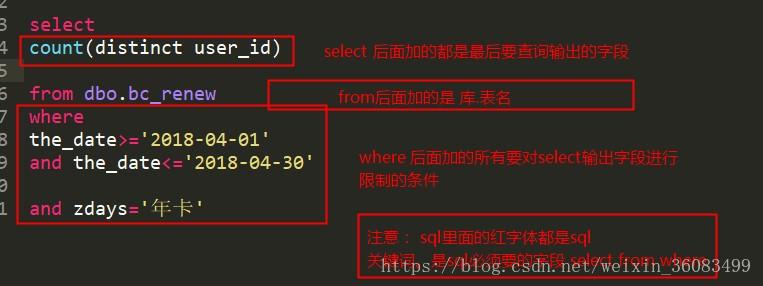 3 select
4 count(distinct user_id)
select 后面加的都是最后要查询输出的字段
5
6 from dbo.bc_renew
from后面加的是 库.表名
7 where
8 the_date>='2018-04-01'
9 and the_date<='2018-04-30'
where 后面加的所有要对select输出字段进行
限制的条件
0
1 and zdays='年卡'
注意： sql里面的红字体都是sql
关键词，是sql必须要的字段 select from where
https://blog.csdn.net/weixin_36083499